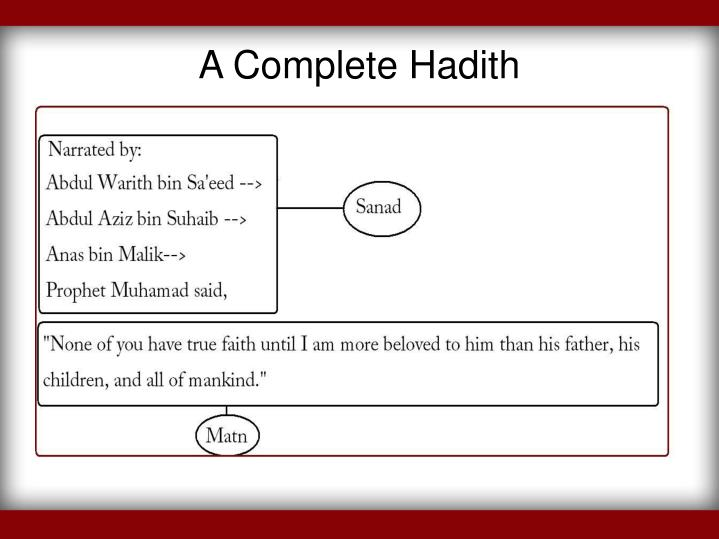 A Complete Hadith
Narrated by:
Abdul Warith bin Sa'eed -->
Abdul Aziz bin Suhaib -->
Anas bin Malik-->
Prophet Muhamad said,
Sanad
"None of you have true faith until I am more beloved to him than his father, his
children, and all of mankind."
Matn